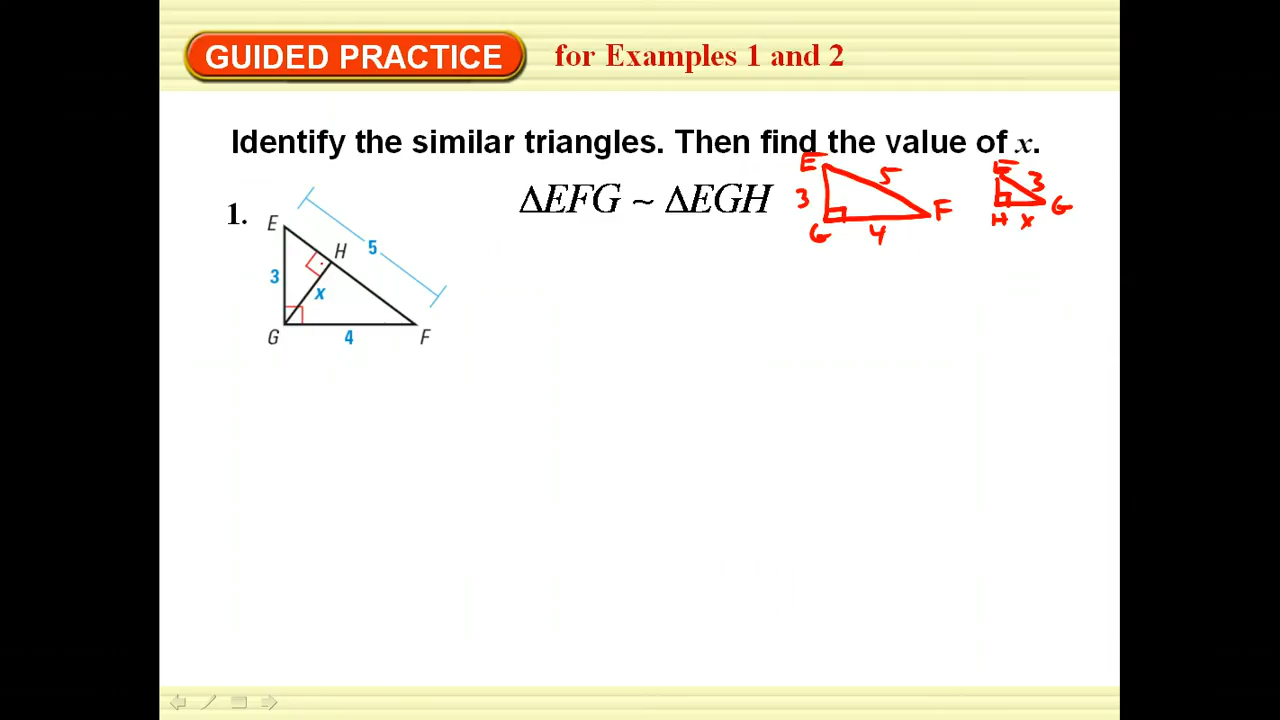 GUIDED PRACTICE for Examples 1 and 2
Identify the similar triangles. Then find the value of x.
1.
ΔEFG ~ ΔEGH
E
H
5
3
x
G
4
F
E
5
3
F
G
4
E
3
G
H
x